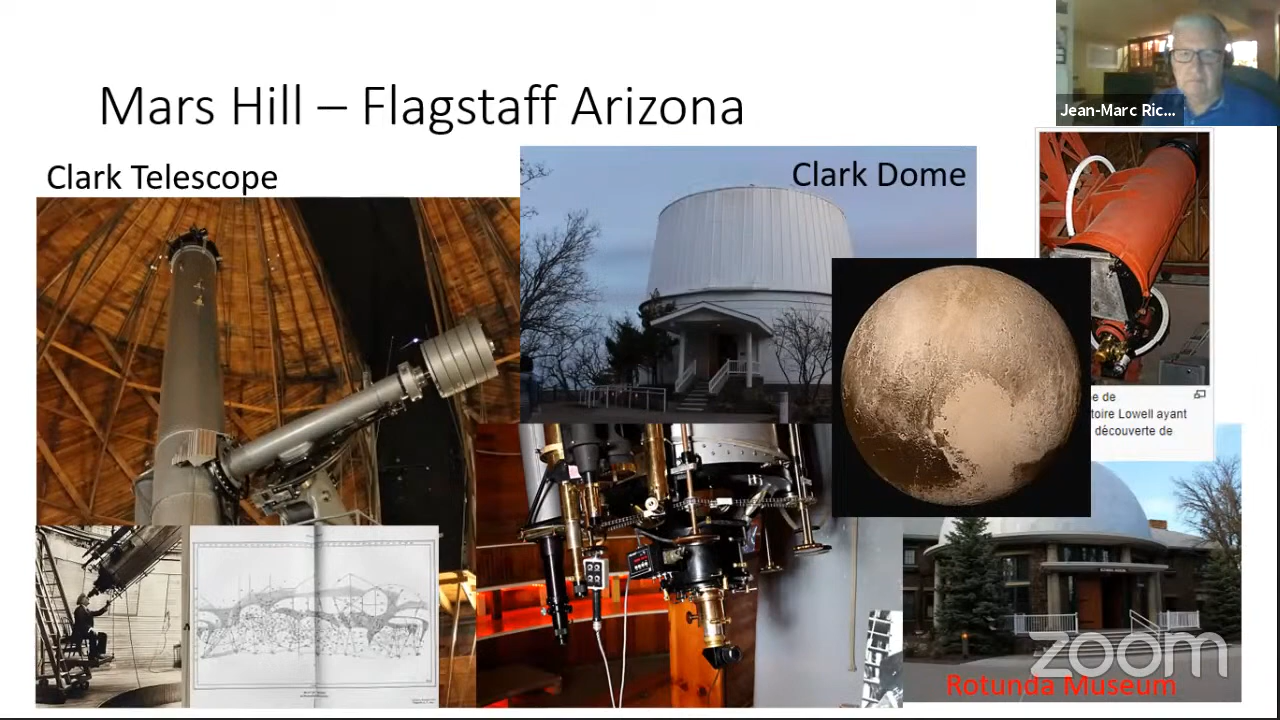 Mars Hill – Flagstaff Arizona
Jean-Marc Ric...
Clark Telescope
Clark Dome
e de
toire Lowell ayant
découverte de
zoom
Rotunda Museum